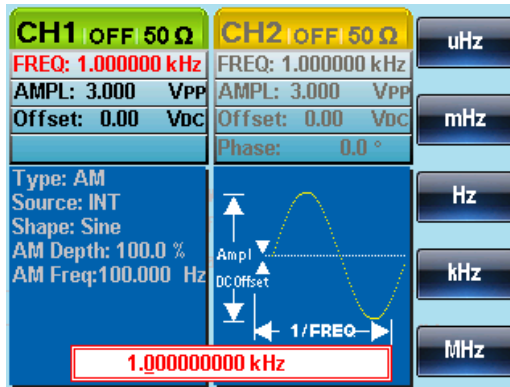 CH1 OFF 50 Ω
FREQ: 1.000000 kHz
AMPL: 3.000 VPP
Offset: 0.00 VDC
CH2 OFF 50 Ω
FREQ: 1.000000 kHz
AMPL: 3.000 VPP
Offset: 0.00 VDC
Phase: 0.0 °
Type: AM
Source: INT
Shape: Sine
AM Depth: 100.0 %
AM Freq:100.000 Hz
Ampl
DC Offset
1/FREQ
1.000000000 kHz
uHz
mHz
Hz
kHz
MHz